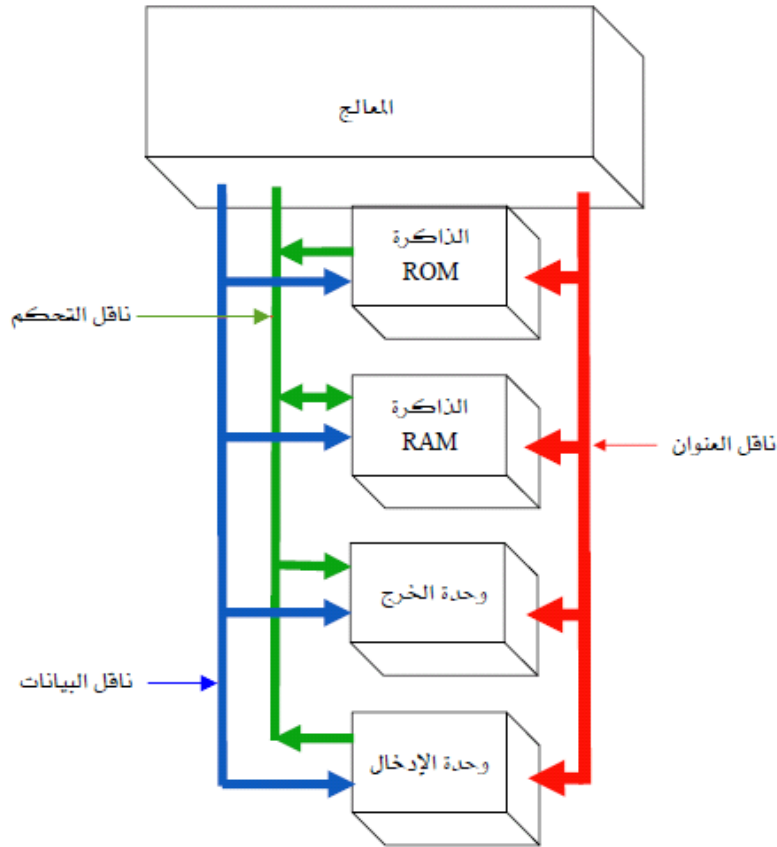 المعالج
الذاكرة
ROM
ناقل التحكم
الذاكرة
RAM
ناقل العنوان
وحدة الخرج
ناقل البيانات
وحدة الإدخال